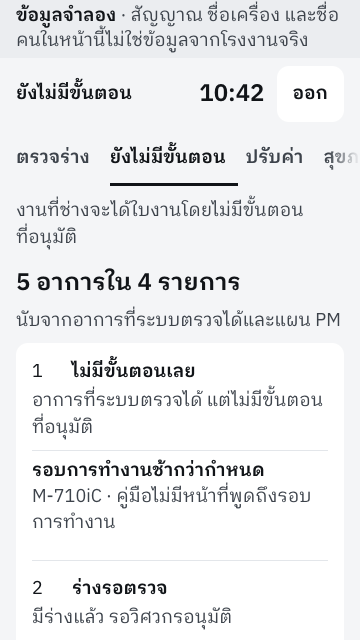 ข้อมูลจำลอง · สัญญาณ ชื่อเครื่อง และชื่อ
คนในหน้านี้ไม่ใช่ข้อมูลจากโรงงานจริง
ยังไม่มีขั้นตอน 10:42 ออก
ตรวจร่าง ยังไม่มีขั้นตอน ปรับค่า สุขภ
งานที่ช่างจะได้ใบงานโดยไม่มีขั้นตอน
ที่อนุมัติ
5 อาการใน 4 รายการ
นับจากอาการที่ระบบตรวจได้และแผน PM
1 ไม่มีขั้นตอนเลย
อาการที่ระบบตรวจได้ แต่ไม่มีขั้นตอน
ที่อนุมัติ
รอบการทำงานช้ากว่ากำหนด
M-710iC · คู่มือไม่มีหน้าที่พูดถึงรอบ
การทำงาน
2 ร่างรอตรวจ
มีร่างแล้ว รอวิศวกรอนุมัติ